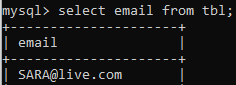 mysql> select email from tbl;
+--------------------+
| email              |
+--------------------+
| SARA@live.com      |